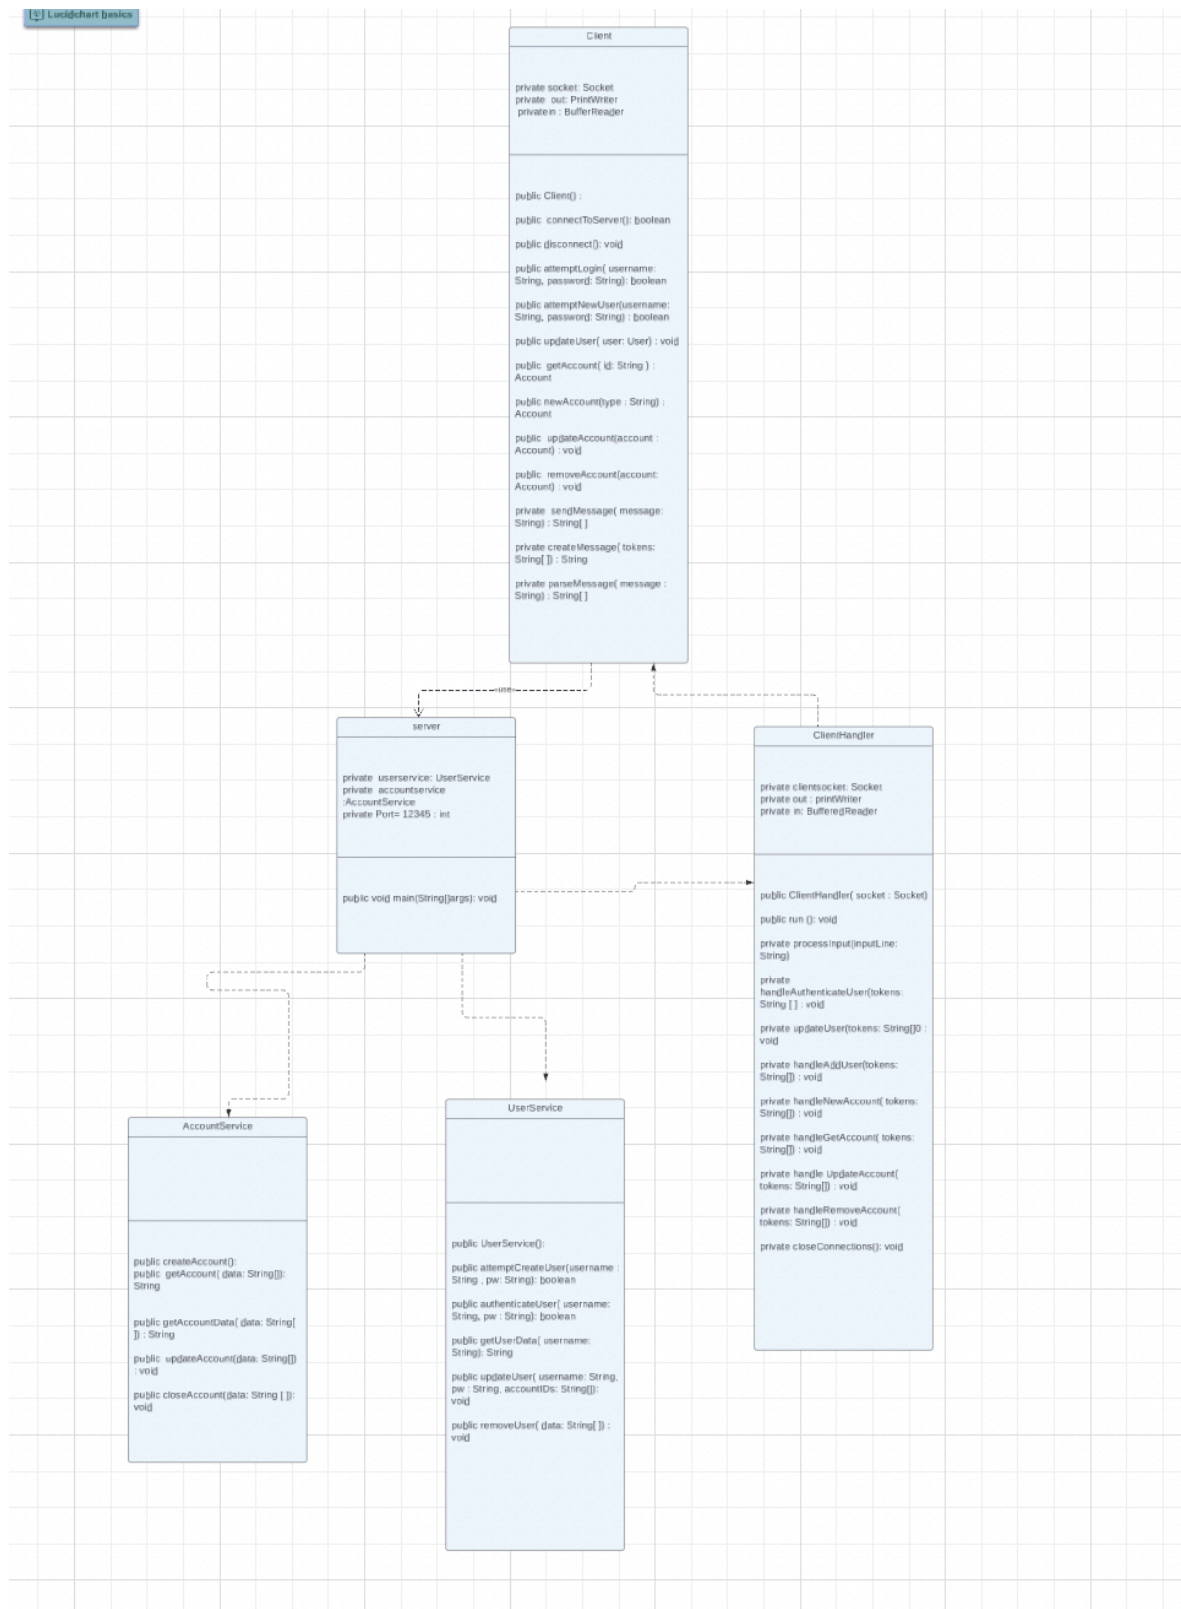 Lucidchart basics
Client
private socket: Socket
private out: PrintWriter
privatein : BufferReader
public Client() :
public connectToServer(): boolean
public disconnect(): void
public attemptLogin( username:
String, password: String): boolean
public attemptNewUser(username:
String, password: String) : boolean
public updateUser( user: User) : void
public getAccount( id: String ) :
Account
public newAccount(type : String) :
Account
public updateAccount(account :
Account) : void
public removeAccount(account:
Account) : void
private sendMessage( message:
String) : String[ ]
private createMessage( tokens:
String[ ]) : String
private parseMessage( message :
String) : String[ ]
«use»
server
private userservice: UserService
private accountservice
:AccountService
private Port= 12345 : int
public void main(String[]args): void
ClientHandler
private clientsocket: Socket
private out : printWriter
private in: BufferedReader
public ClientHandler( socket : Socket)
public run (): void
private processInput(inputLine:
String)
private
handleAuthenticateUser(tokens:
String [ ] : void
private updateUser(tokens: String[]0 :
void
private handleAddUser(tokens:
String[]) : void
private handleNewAccount( tokens:
String[]) : void
private handleGetAccount( tokens:
String[]) : void
private handle UpdateAccount(
tokens: String[]) : void
private handleRemoveAccount(
tokens: String[]) : void
private closeConnections(): void
AccountService
public createAccount():
public getAccount( data: String[]):
String
public getAccountData( data: String[
]) : String
public updateAccount(data: String[])
: void
public closeAccount(data: String [ ]):
void
UserService
public UserService():
public attemptCreateUser(username :
String , pw: String): boolean
public authenticateUser( username:
String, pw : String): boolean
public getUserData( username:
String): String
public updateUser( username: String,
pw : String, accountIDs: String[]):
void
public removeUser( data: String[ ]) :
void